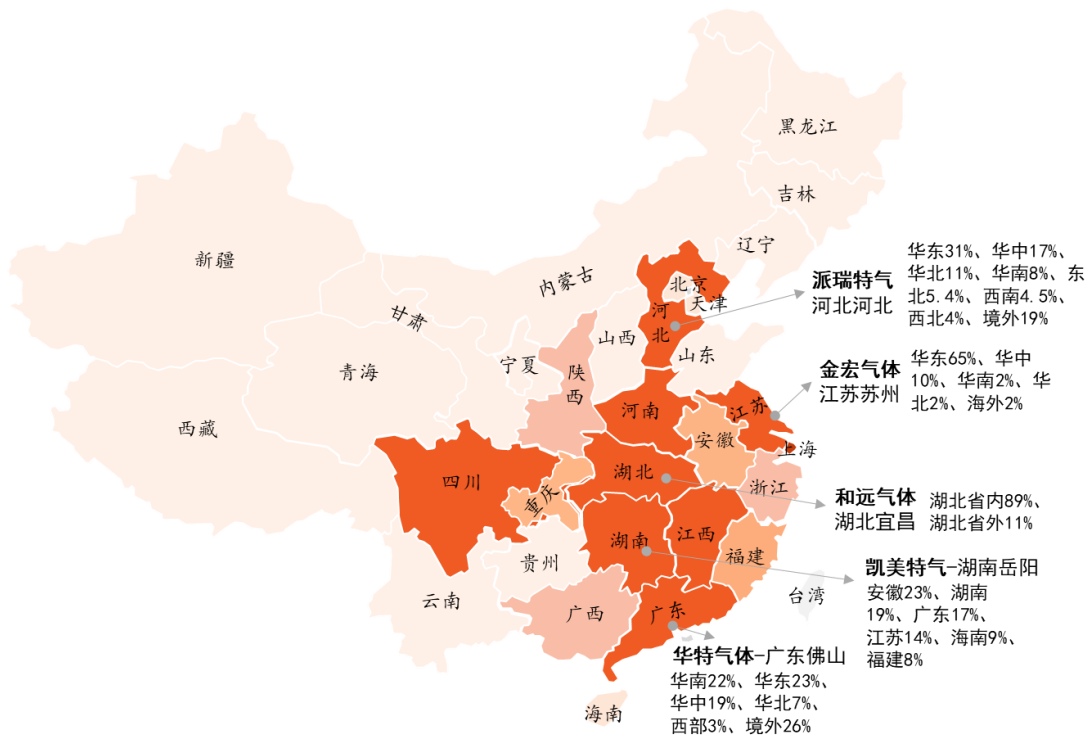 黑龙江
吉林
辽宁
新疆
内蒙古
北京
天津
甘肃
河
北
山西
宁夏
山东
青海
陕
西
西藏
河南
江苏
安徽
上海
四川
湖北
重庆
浙江
湖南
江西
福建
贵州
云南
广西
广东
台湾
海南
派瑞特气
河北河北
华东31%、华中17%、
华北11%、华南8%、东
北5.4%、西南4.5%、
西北4%、境外19%
金宏气体
江苏苏州
华东65%、华中
10%、华南2%、华
北2%、海外2%
和远气体
湖北宜昌
湖北省内89%、
湖北省外11%
凯美特气—湖南岳阳
安徽23%、湖南
19%、广东17%、
江苏14%、海南9%、
福建8%
华特气体—广东佛山
华南22%、华东23%、
华中19%、华北7%、
西部3%、境外26%